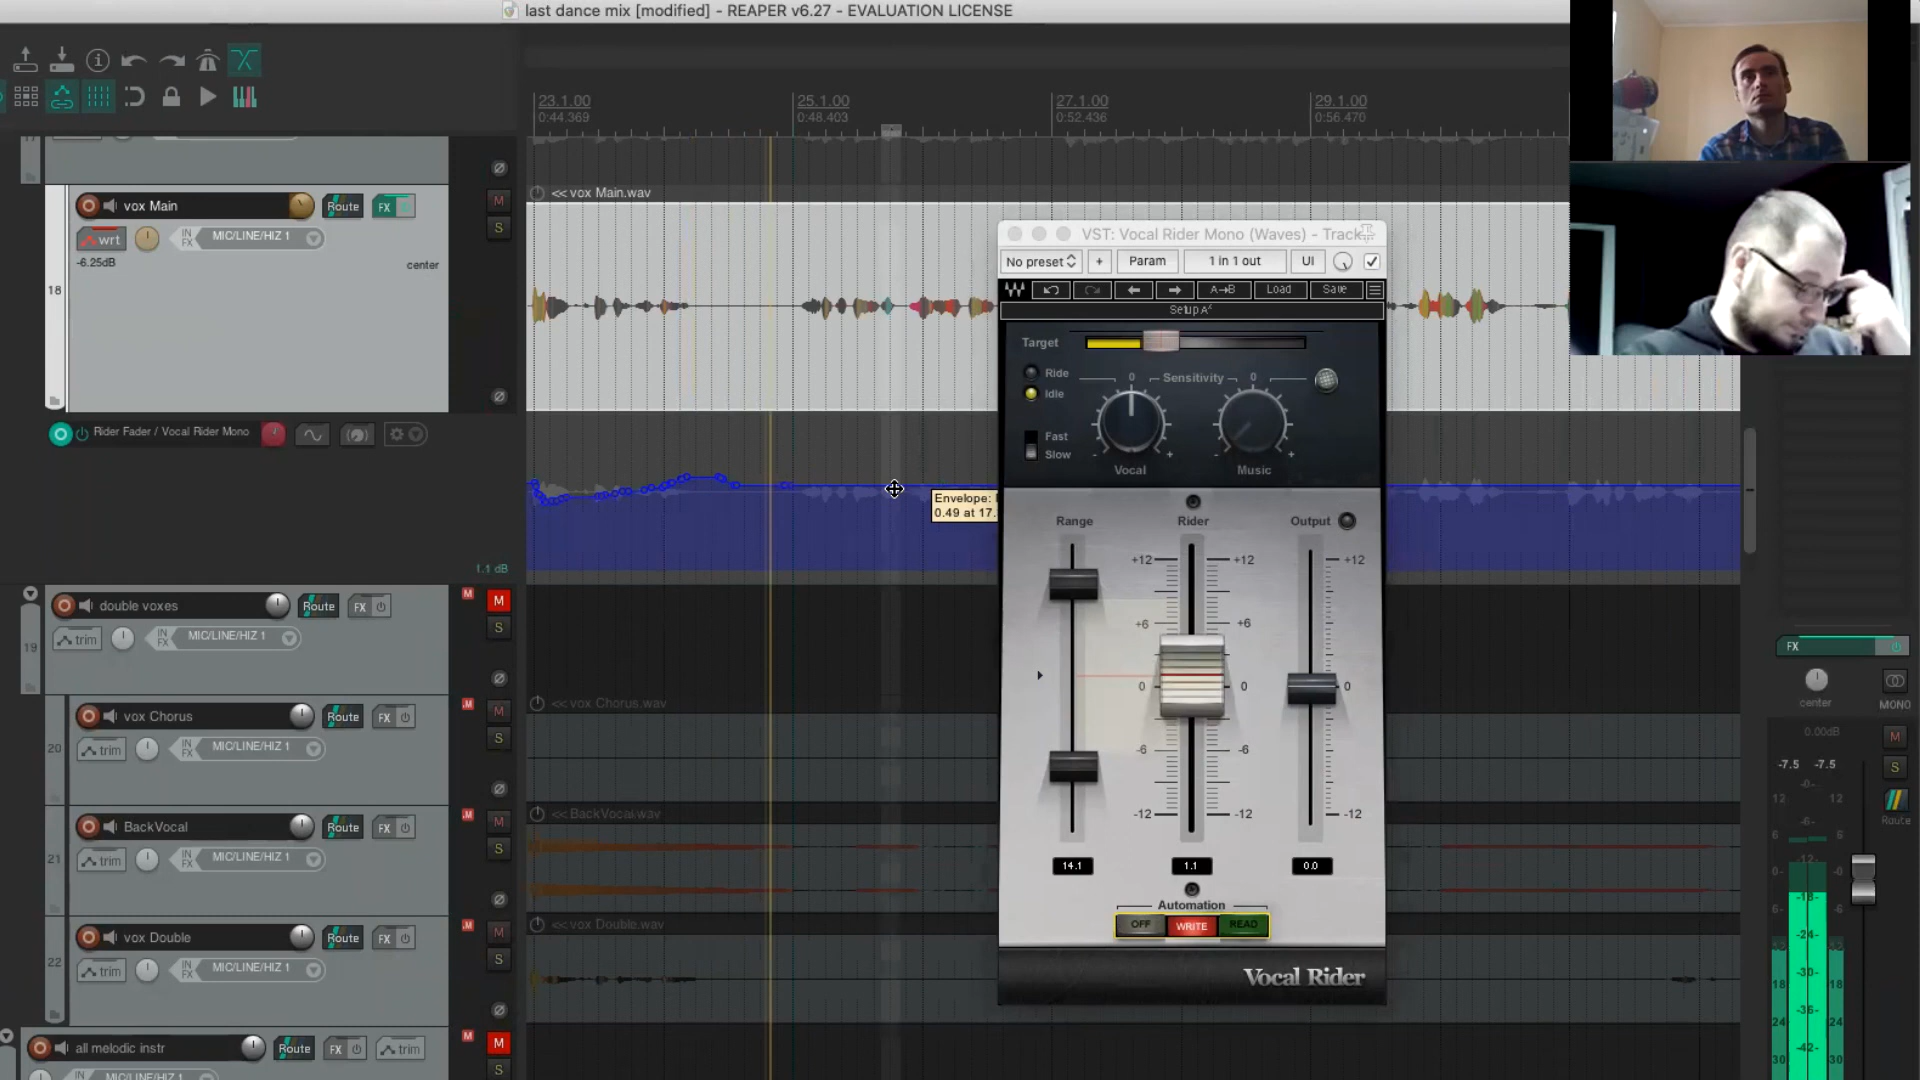 last dance mix [modified] - REAPER v6.27 - EVALUATION LICENSE
23.1.00
0:44.369
25.1.00
0:48.403
27.1.00
0:52.436
29.1.00
0:56.470
vox Main
Route
FX
M
<< vox Main.wav
S
wrt
IN FX
MIC/LINE/HIZ 1
-6.25dB
center
18
Rider Fader / Vocal Rider Mono
1.1 dB
Envelope:
0.49 at 17.
VST: Vocal Rider Mono (Waves) - Track
No preset
+
Param
1 in 1 out
UI
A→B
Load
Save
Setup A*
Target
Ride
Idle
0
Sensitivity
0
Fast
Slow
-
+
-
+
Vocal
Music
Range
Rider
Output
+12
+12
+12
+6
+6
0
0
0
-6
-6
-12
-12
-12
14.1
1.1
0.0
Automation
OFF
WRITE
READ
Vocal Rider
double voxes
Route
FX
M
M
S
trim
IN FX
MIC/LINE/HIZ 1
19
vox Chorus
Route
FX
M
M
<< vox Chorus.wav
S
trim
IN FX
MIC/LINE/HIZ 1
20
BackVocal
Route
FX
M
M
<< BackVocal.wav
S
trim
IN FX
MIC/LINE/HIZ 1
21
vox Double
Route
FX
M
M
<< vox Double.wav
S
trim
IN FX
MIC/LINE/HIZ 1
22
all melodic instr
Route
FX
trim
M
M
S
MIC/LINE/HIZ 1
FX
center
MONO
0.00dB
M
-7.5 -7.5
S
Route
12
12
-6-
6
6
-12-
0-
0-
-18-
6-
6-
-24-
-30-
18
18
-36-
24
24
-42-
30
30